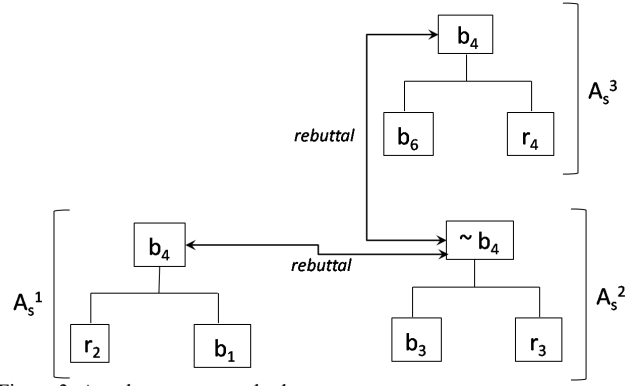 b₄
Aₛ³
b₆
r₄
rebuttal
b₄
~ b₄
rebuttal
Aₛ¹
Aₛ²
r₂
b₁
b₃
r₃